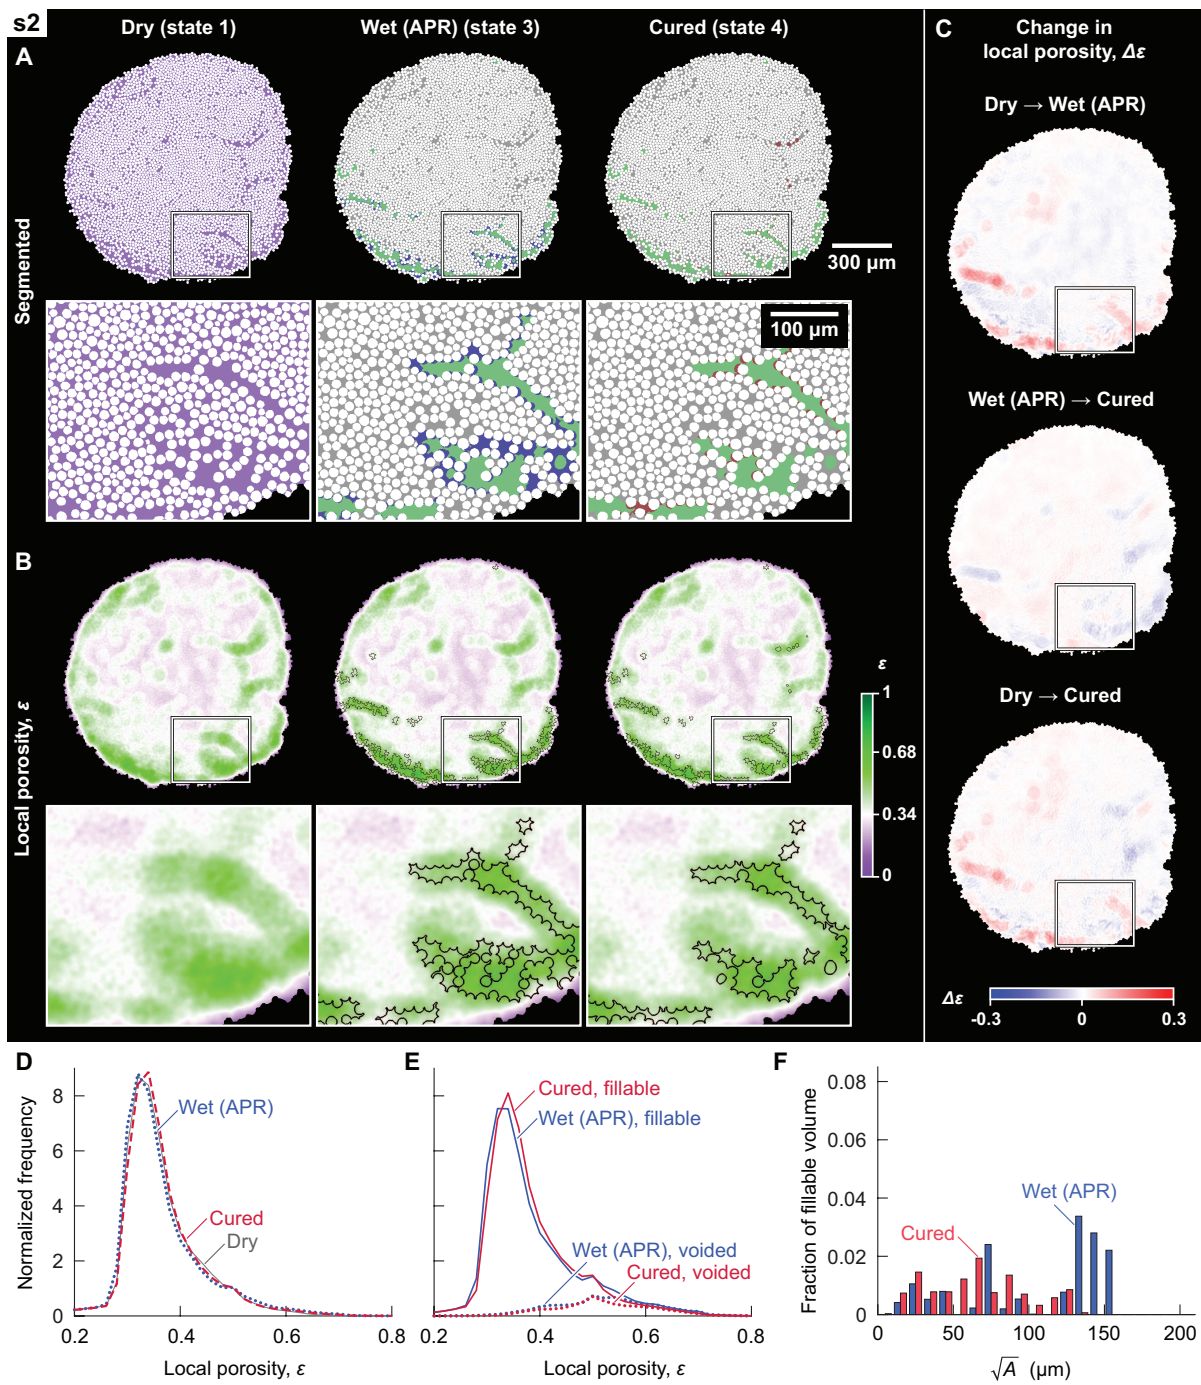 s2
Dry (state 1)
Wet (APR) (state 3)
Cured (state 4)
A
Segmented
300 µm
100 µm
B
Local porosity, ε
ε
1
0.68
0.34
0
C
Change in
local porosity, Δε
Dry → Wet (APR)
Wet (APR) → Cured
Dry → Cured
Δε
-0.3
0
0.3
D
Normalized frequency
8
6
4
2
0
Wet (APR)
Cured
Dry
0.2
0.4
0.6
0.8
Local porosity, ε
E
Cured, fillable
Wet (APR), fillable
Wet (APR), voided
Cured, voided
0.2
0.4
0.6
0.8
Local porosity, ε
F
Fraction of fillable volume
0.08
0.06
0.04
0.02
0
Wet (APR)
Cured
0
50
100
150
200
√A (µm)